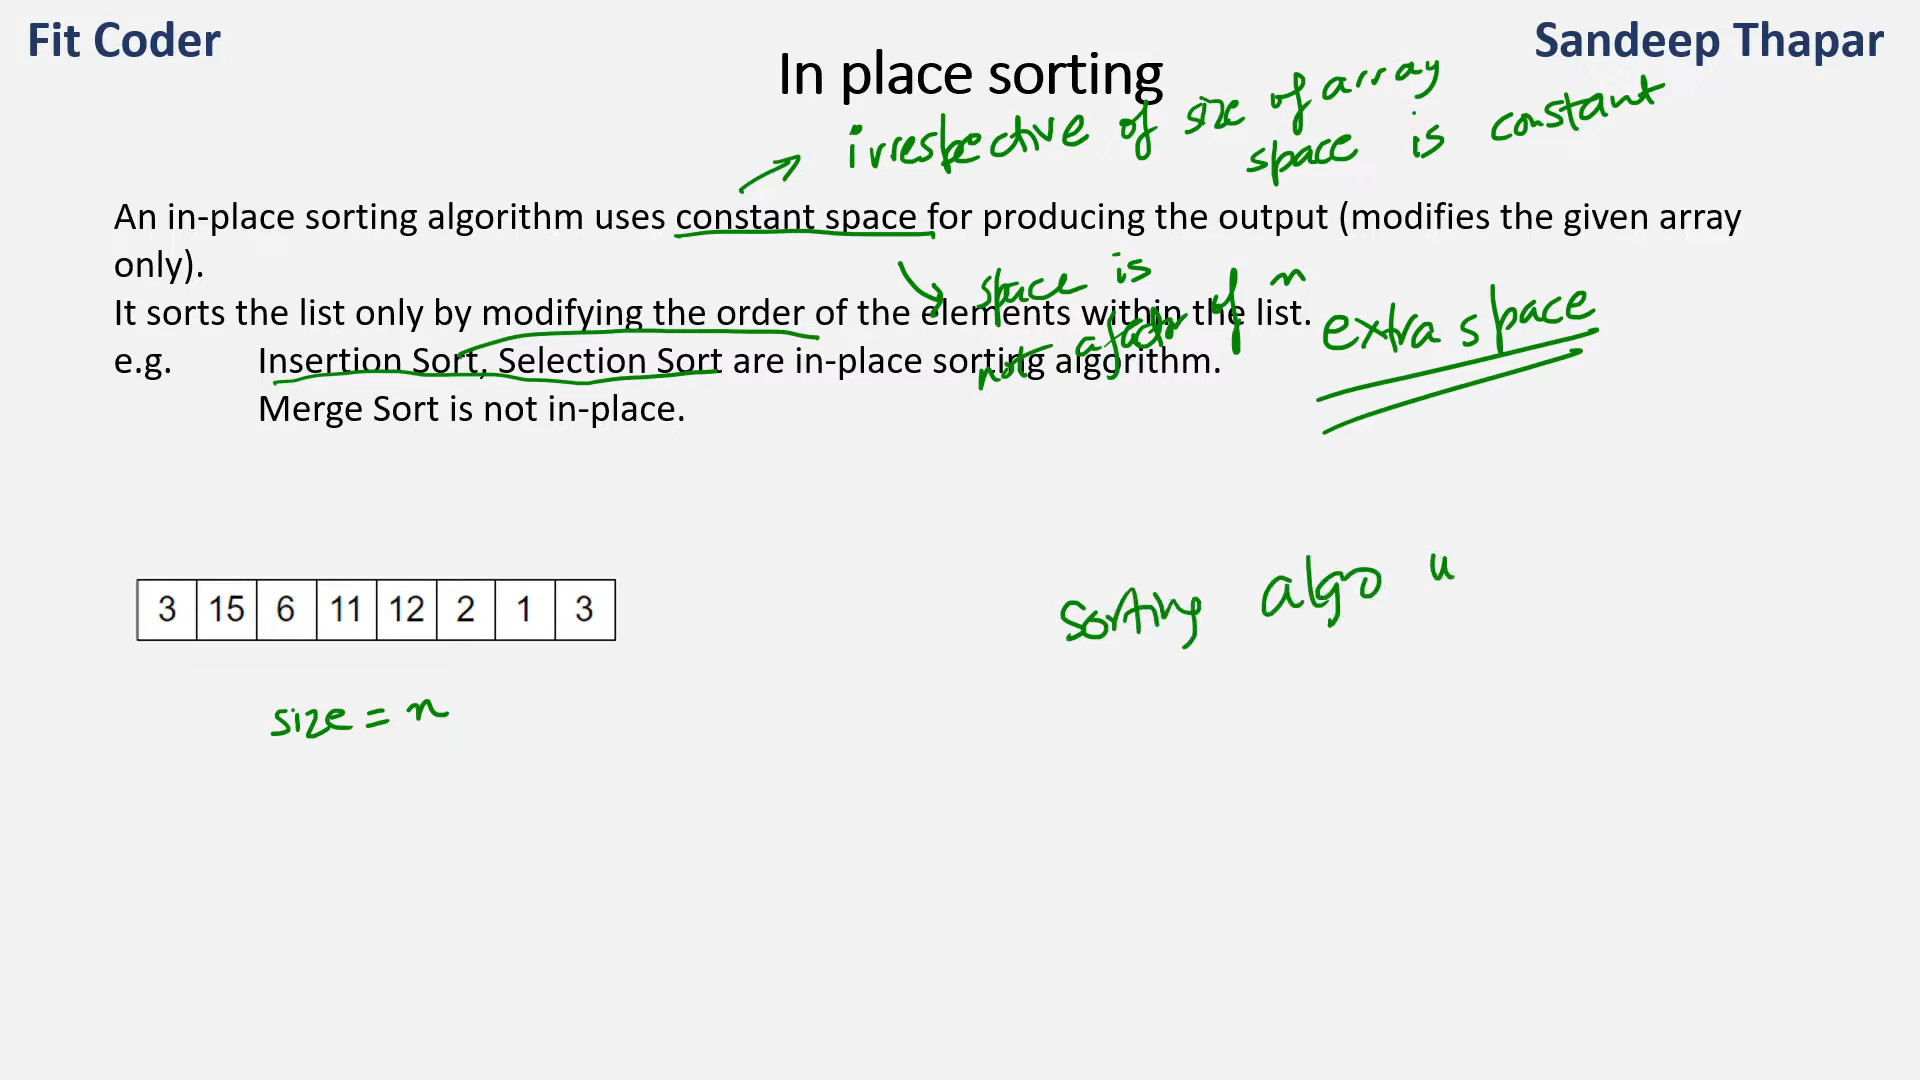 Fit Coder
Sandeep Thapar
In place sorting
irrespective of size of array
space is constant
An in-place sorting algorithm uses constant space for producing the output (modifies the given array
only).
space is
not a factor of n
It sorts the list only by modifying the order of the elements within the list.
extra space
e.g. Insertion Sort, Selection Sort are in-place sorting algorithm.
Merge Sort is not in-place.
3 15 6 11 12 2 1 3
sorting algo u
size = n